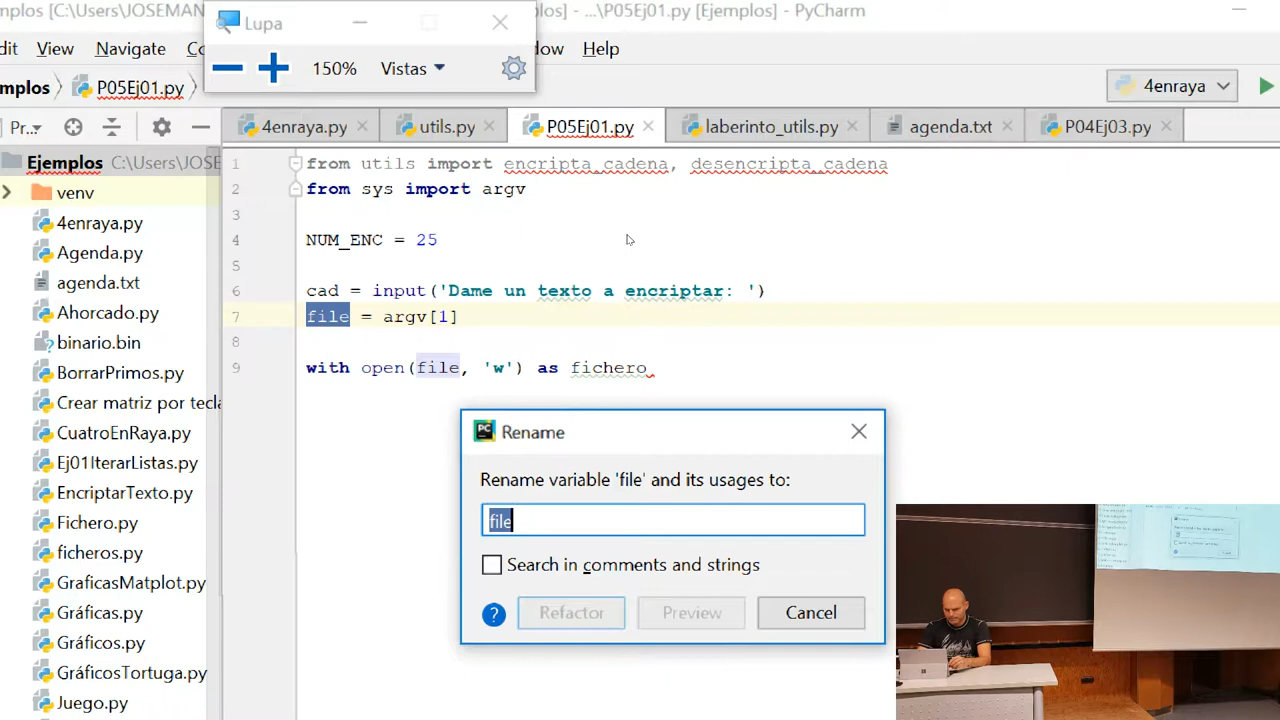 emplos [C:\Users\JOSEMAN
mplos] - ...\P05Ej01.py [Ejemplos] - PyCharm
Lupa
dit View Navigate
dow Help
150% Vistas
emplos P05Ej01.py
4enraya
Pr...
4enraya.py utils.py P05Ej01.py laberinto_utils.py agenda.txt P04Ej03.py
Ejemplos C:\Users\JOSE
venv
4enraya.py
Agenda.py
agenda.txt
Ahorcado.py
binario.bin
BorrarPrimos.py
Crear matriz por tecla
CuatroEnRaya.py
Ej01IterarListas.py
EncriptarTexto.py
Fichero.py
ficheros.py
GraficasMatplot.py
Gráficas.py
Gráficos.py
GráficosTortuga.py
Juego.py
1 from utils import encripta_cadena, desencripta_cadena
2 from sys import argv
3
4 NUM_ENC = 25
5
6 cad = input('Dame un texto a encriptar: ')
7 file = argv[1]
8
9 with open(file, 'w') as fichero
Rename
Rename variable 'file' and its usages to:
file
Search in comments and strings
? Refactor Preview Cancel